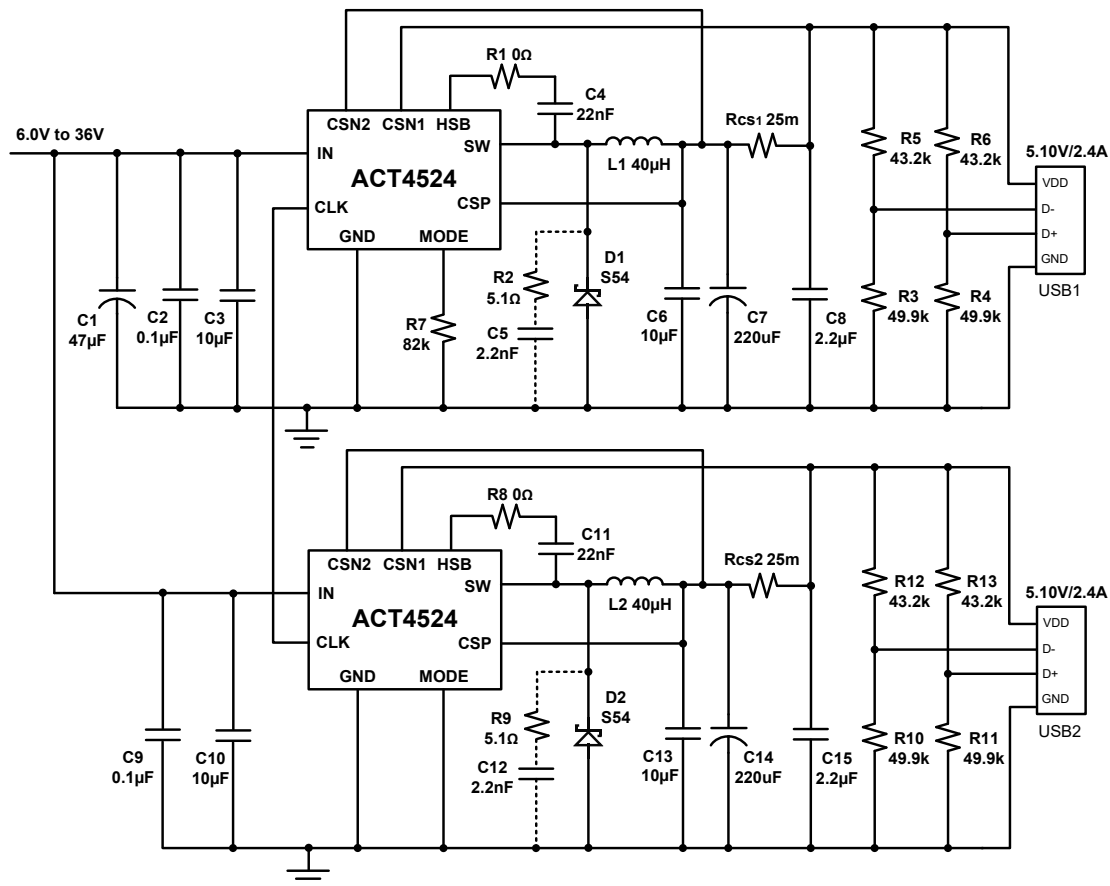 R1 0Ω
C4
22nF
CSN2 CSN1 HSB
6.0V to 36V
IN
SW
ACT4524
CLK
CSP
GND MODE
L1 40µH
Rcs1 25m
R5
43.2k
R6
43.2k
5.10V/2.4A
VDD
D-
D+
GND
USB1
C1
47µF
C2
0.1µF
C3
10µF
R7
82k
R2
5.1Ω
C5
2.2nF
D1
S54
C6
10µF
C7
220uF
C8
2.2µF
R3
49.9k
R4
49.9k
R8 0Ω
C11
22nF
CSN2 CSN1 HSB
IN
SW
ACT4524
CLK
CSP
GND MODE
L2 40µH
Rcs2 25m
R12
43.2k
R13
43.2k
5.10V/2.4A
VDD
D-
D+
GND
USB2
C9
0.1µF
C10
10µF
R9
5.1Ω
C12
2.2nF
D2
S54
C13
10µF
C14
220uF
C15
2.2µF
R10
49.9k
R11
49.9k